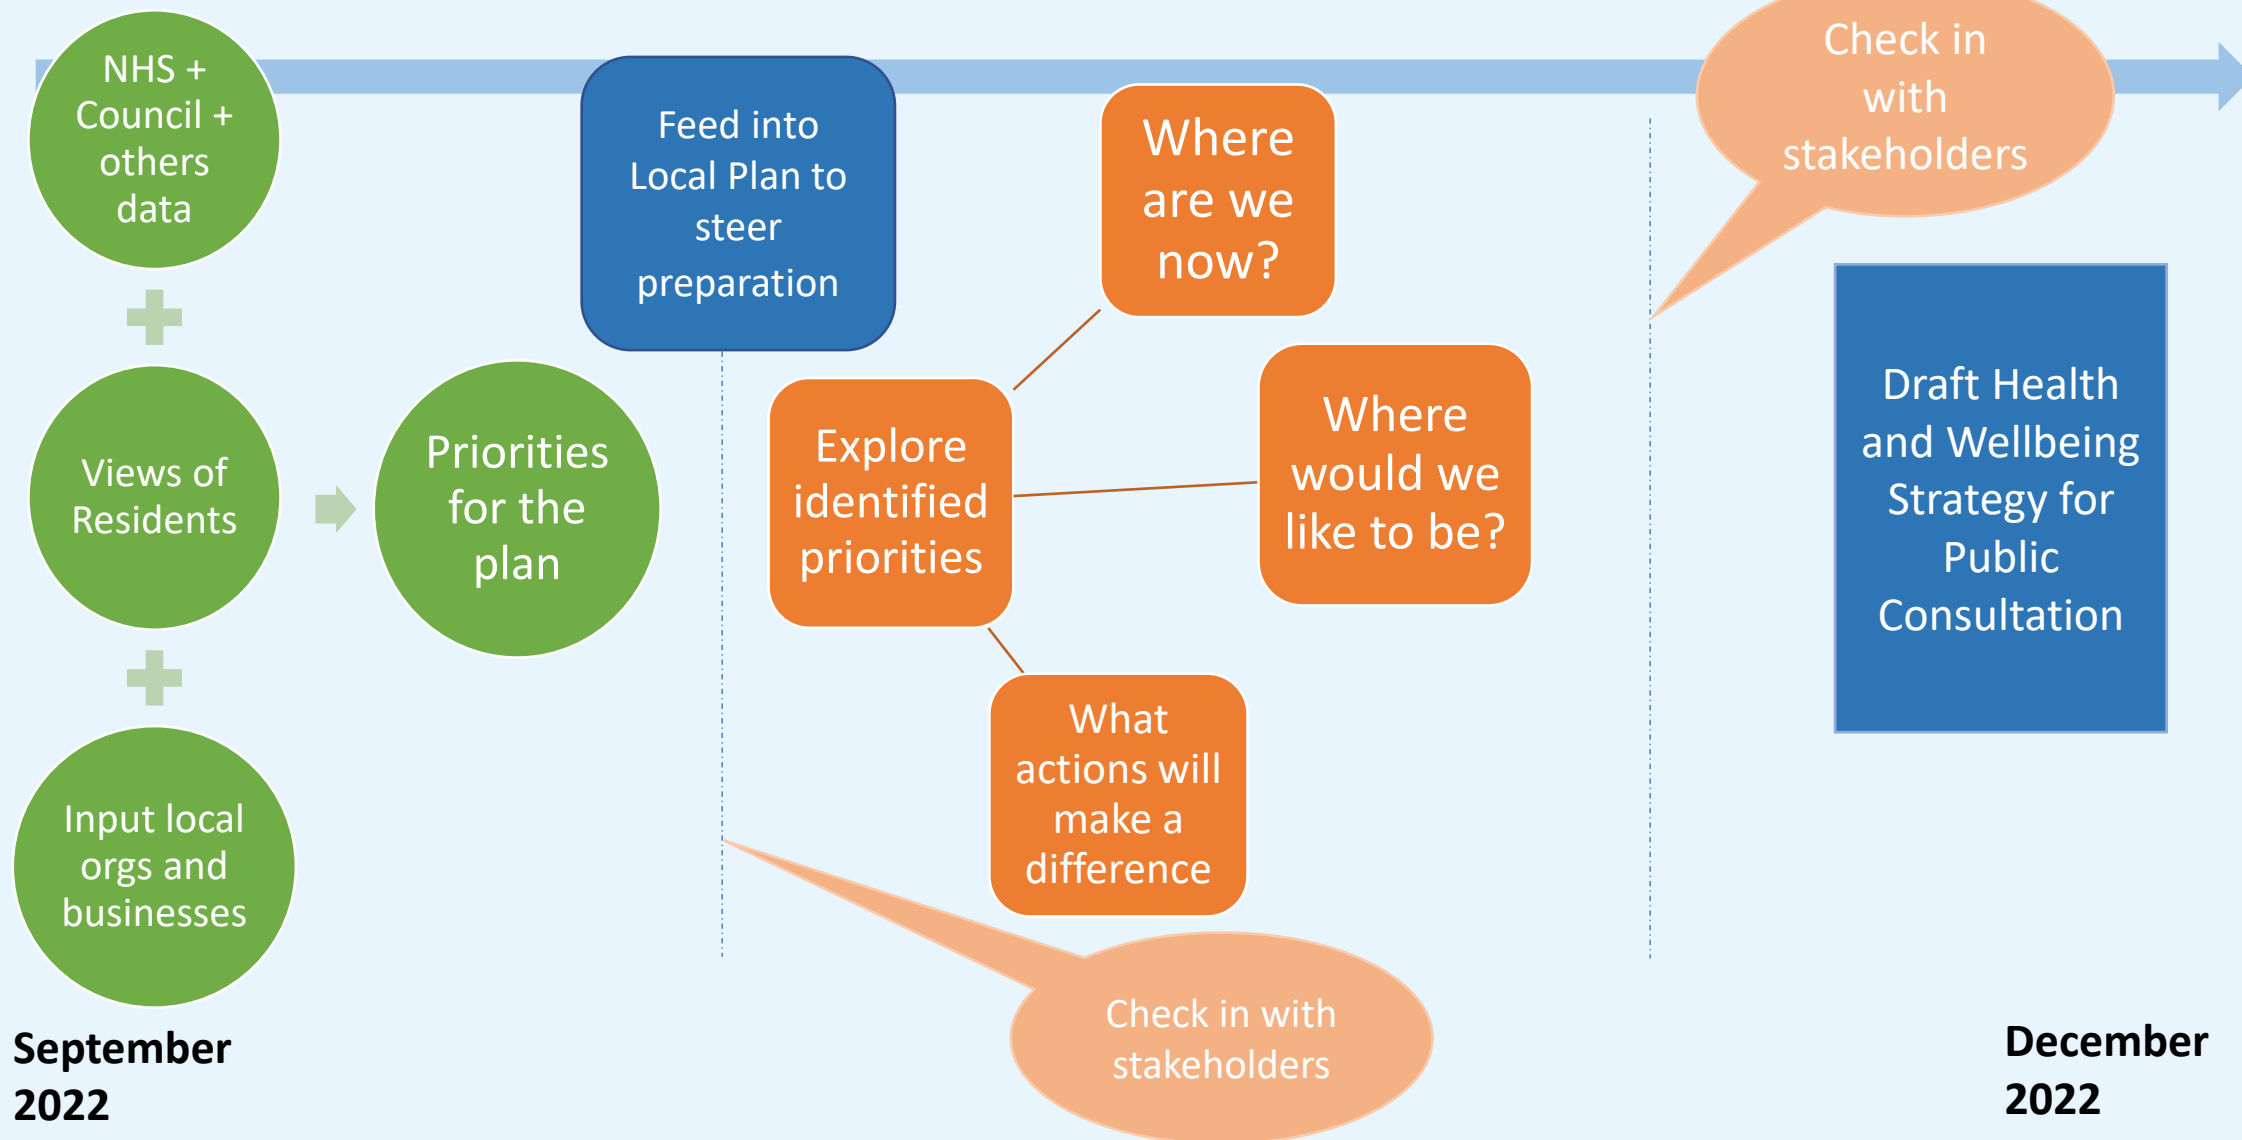 NHS +
Council +
others
data
Views of
Residents
Input local
orgs and
businesses
Priorities
for the
plan
Feed into
Local Plan to
steer
preparation
Explore
identified
priorities
Where
are we
now?
Where
would we
like to be?
What
actions will
make a
difference
Check in with
stakeholders
Check in
with
stakeholders
Draft Health
and Wellbeing
Strategy for
Public
Consultation
September
2022
December
2022